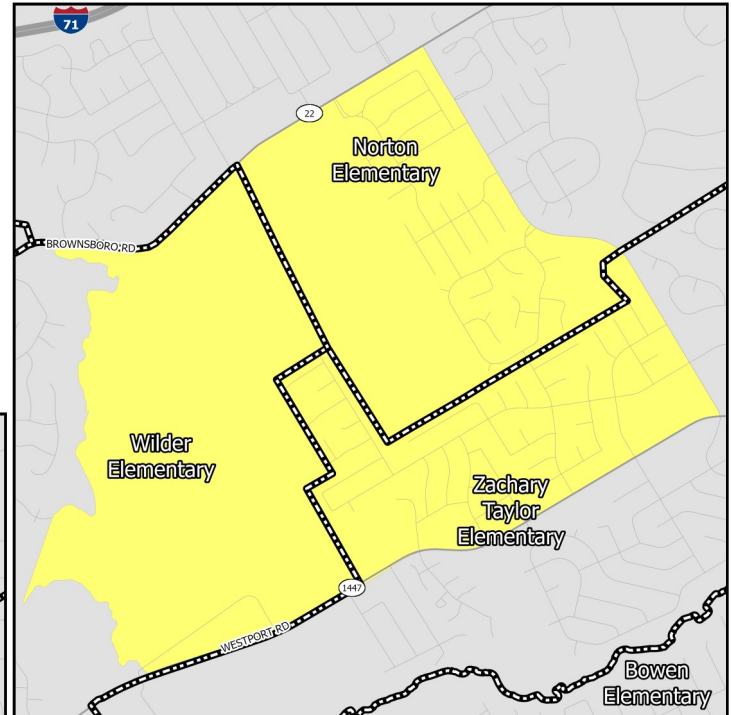 71
22
Norton
Elementary
BROWNSBORO RD
Wilder
Elementary
Zachary
Taylor
Elementary
1447
WESTPORT RD
Bowen
Elementary